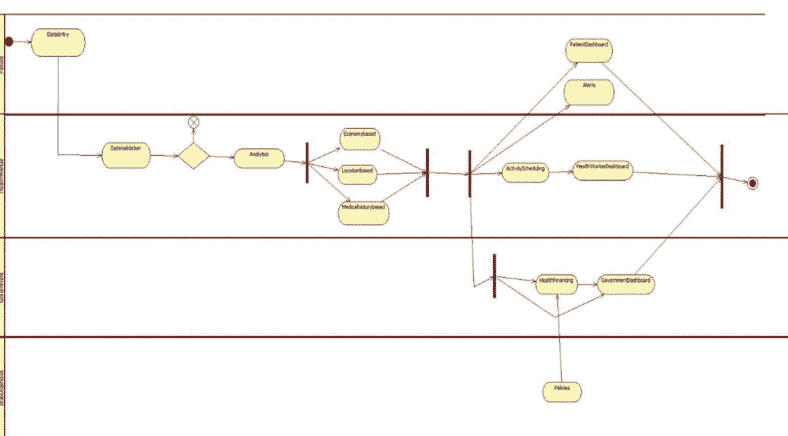 DataEntry
PatientDashboard
Alerts
DataValidation
Analytics
Economybased
Locationbased
Medicalhistorybased
ActivityScheduling
HealthWorkerDashboard
HealthFinancing
GovernmentDashboard
Policies